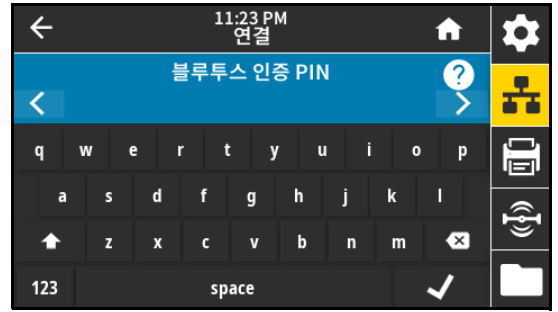 11:23 PM
연결
블루투스 인증 PIN
?
q w e r t y u i o p
a s d f g h j k l
z x c v b n m
123 space